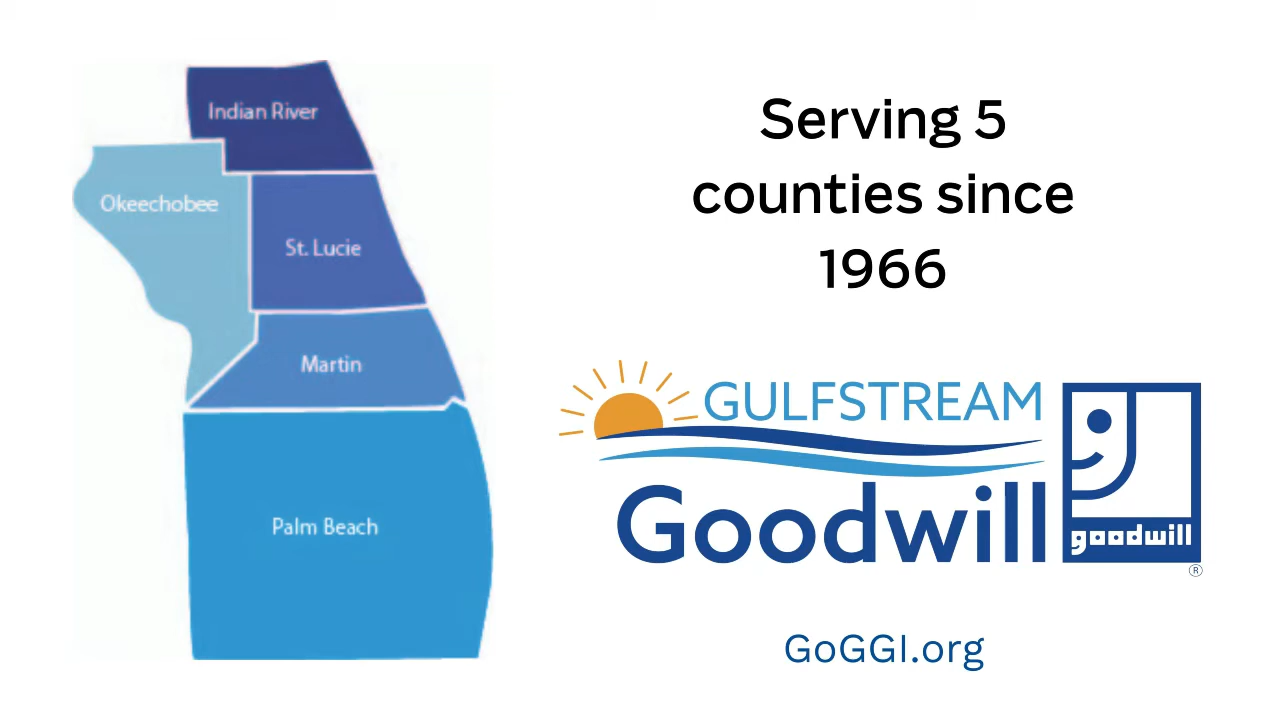 Indian River
Okeechobee
St. Lucie
Martin
Palm Beach
Serving 5
counties since
1966
GULFSTREAM
Goodwill
goodwill
®
GoGGI.org